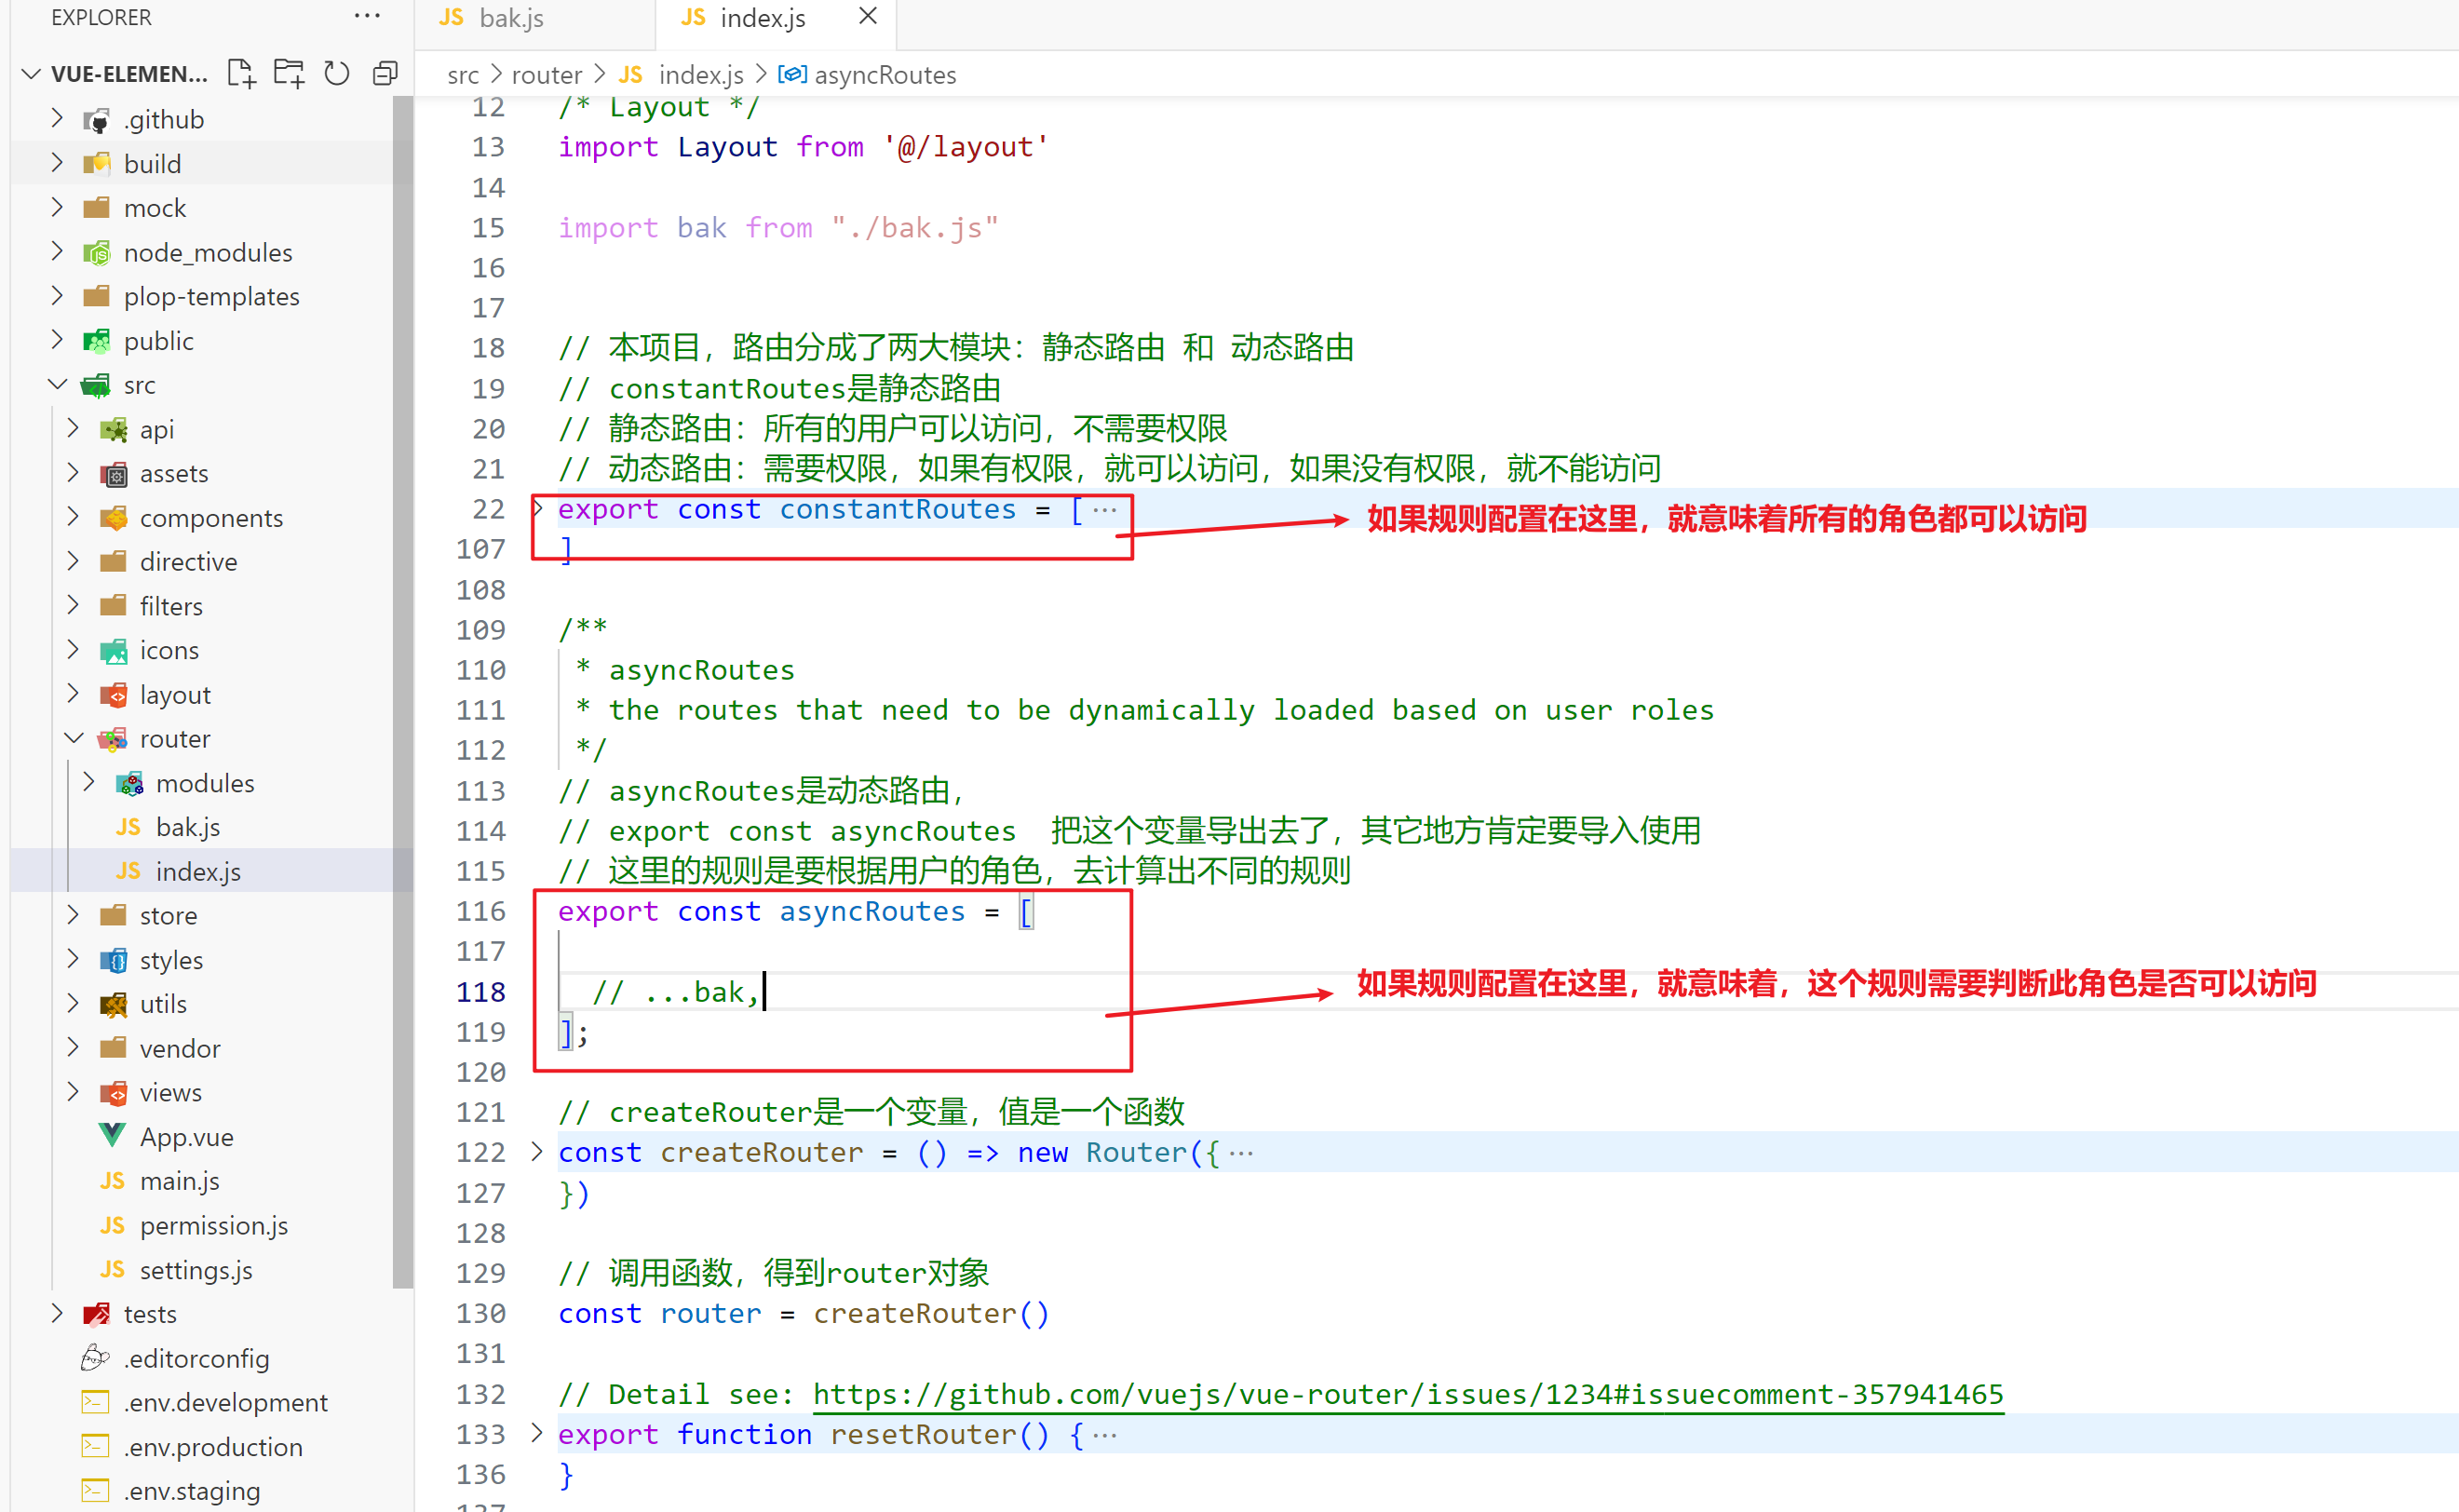 EXPLORER
···
VUE-ELEMEN...
.github
build
mock
node_modules
plop-templates
public
src
api
assets
components
directive
filters
icons
layout
router
modules
JS bak.js
JS index.js
store
styles
utils
vendor
views
App.vue
JS main.js
JS permission.js
JS settings.js
tests
.editorconfig
.env.development
.env.production
.env.staging
JS bak.js
JS index.js
src > router > JS index.js > asyncRoutes
12 /* Layout */
13 import Layout from '@/layout'
14
15 import bak from "./bak.js"
16
17
18 // 本项目，路由分成了两大模块：静态路由 和 动态路由
19 // constantRoutes是静态路由
20 // 静态路由：所有的用户可以访问，不需要权限
21 // 动态路由：需要权限，如果有权限，就可以访问，如果没有权限，就不能访问
22 export const constantRoutes = [···
如果规则配置在这里，就意味着所有的角色都可以访问
107 ]
108
109 /**
110 * asyncRoutes
111 * the routes that need to be dynamically loaded based on user roles
112 */
113 // asyncRoutes是动态路由，
114 // export const asyncRoutes 把这个变量导出去了，其它地方肯定要导入使用
115 // 这里的规则是要根据用户的角色，去计算出不同的规则
116 export const asyncRoutes = [
117
118 // ...bak,
如果规则配置在这里，就意味着，这个规则需要判断此角色是否可以访问
119 ];
120
121 // createRouter是一个变量，值是一个函数
122 const createRouter = () => new Router({···
127 })
128
129 // 调用函数，得到router对象
130 const router = createRouter()
131
132 // Detail see: https://github.com/vuejs/vue-router/issues/1234#issuecomment-357941465
133 export function resetRouter() {···
136 }
137